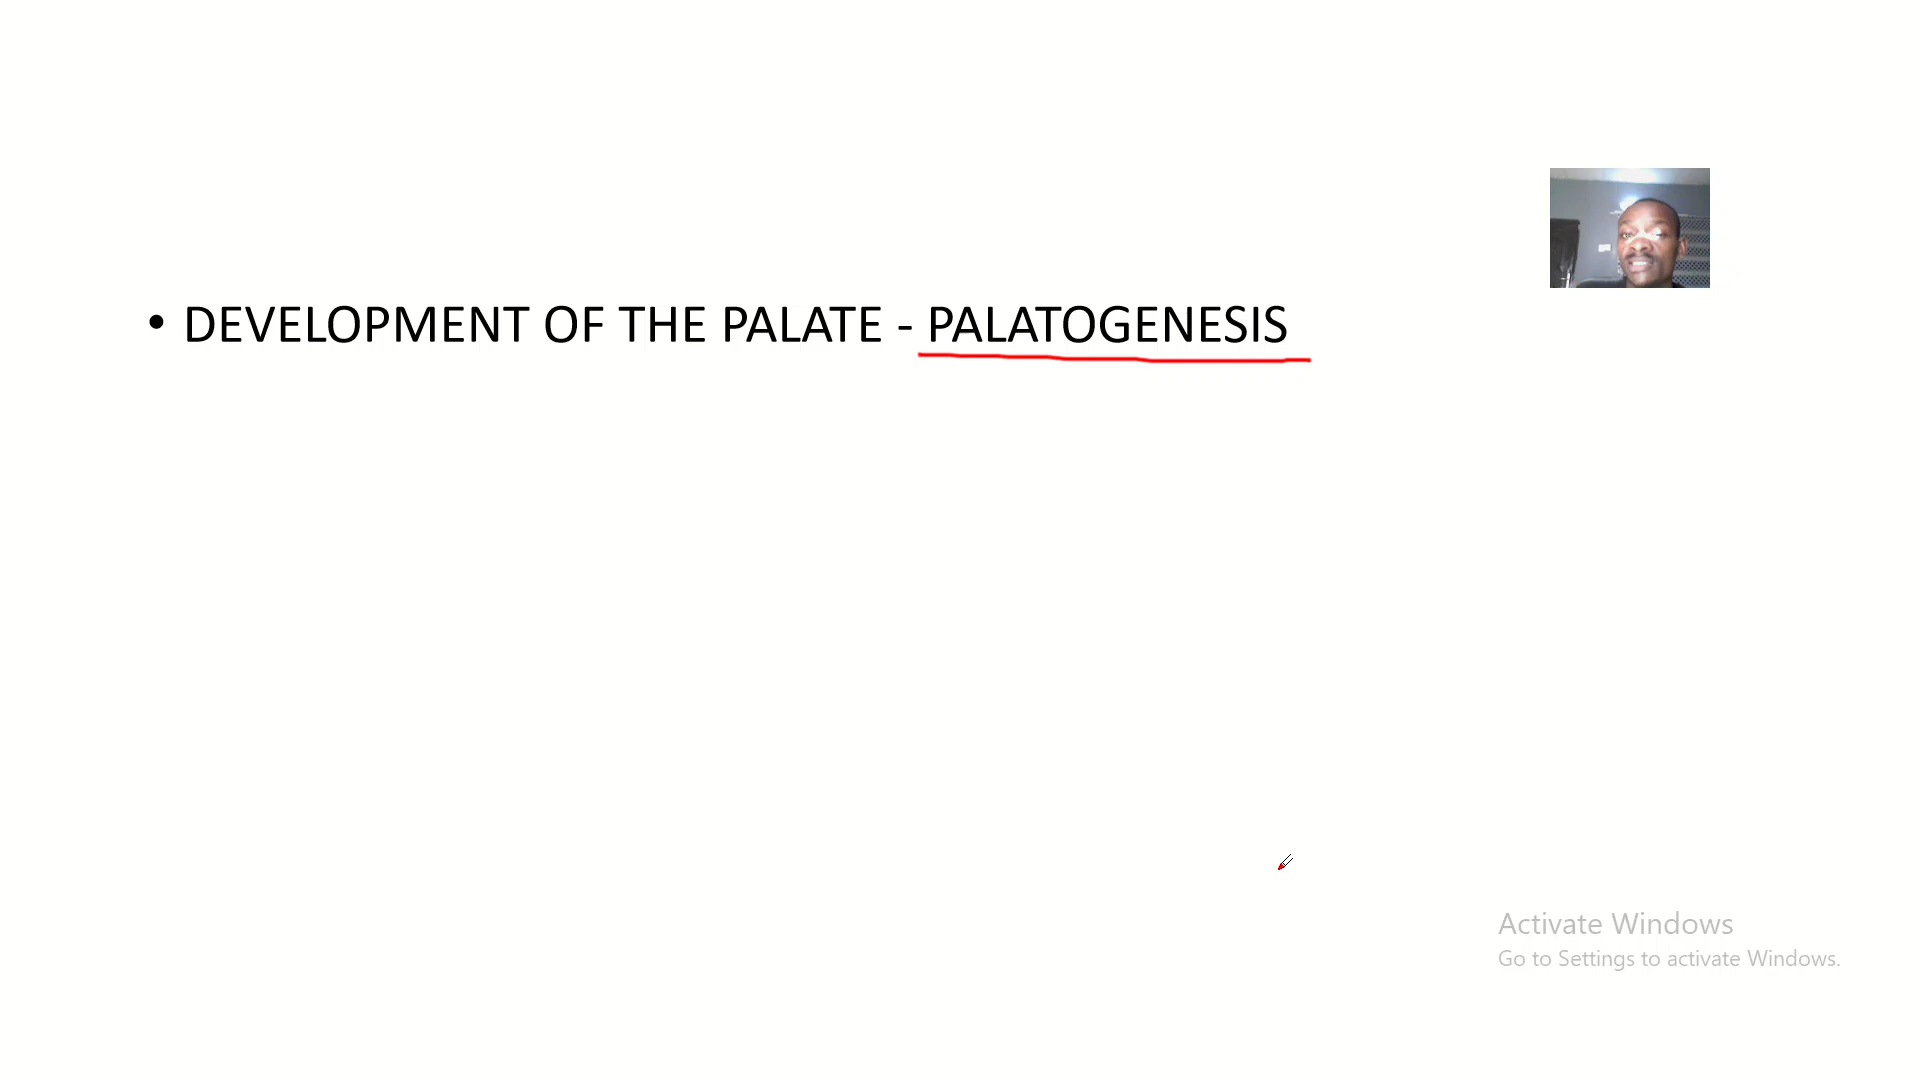 • DEVELOPMENT OF THE PALATE - PALATOGENESIS
Activate Windows
Go to Settings to activate Windows.